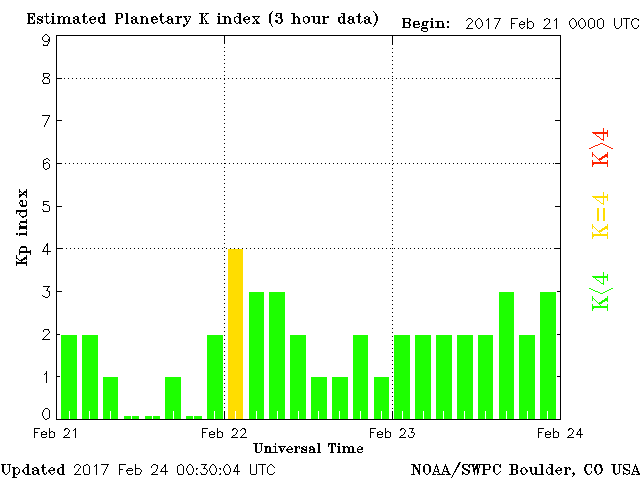 Estimated Planetary K index (3 hour data) Begin: 2017 Feb 21 0000 UTC
9
8
7
6
5
4
3
2
1
0
Kp index
K>4
K=4
K<4
Feb 21 Feb 22 Feb 23 Feb 24
Universal Time
Updated 2017 Feb 24 00:30:04 UTC NOAA/SWPC Boulder, CO USA